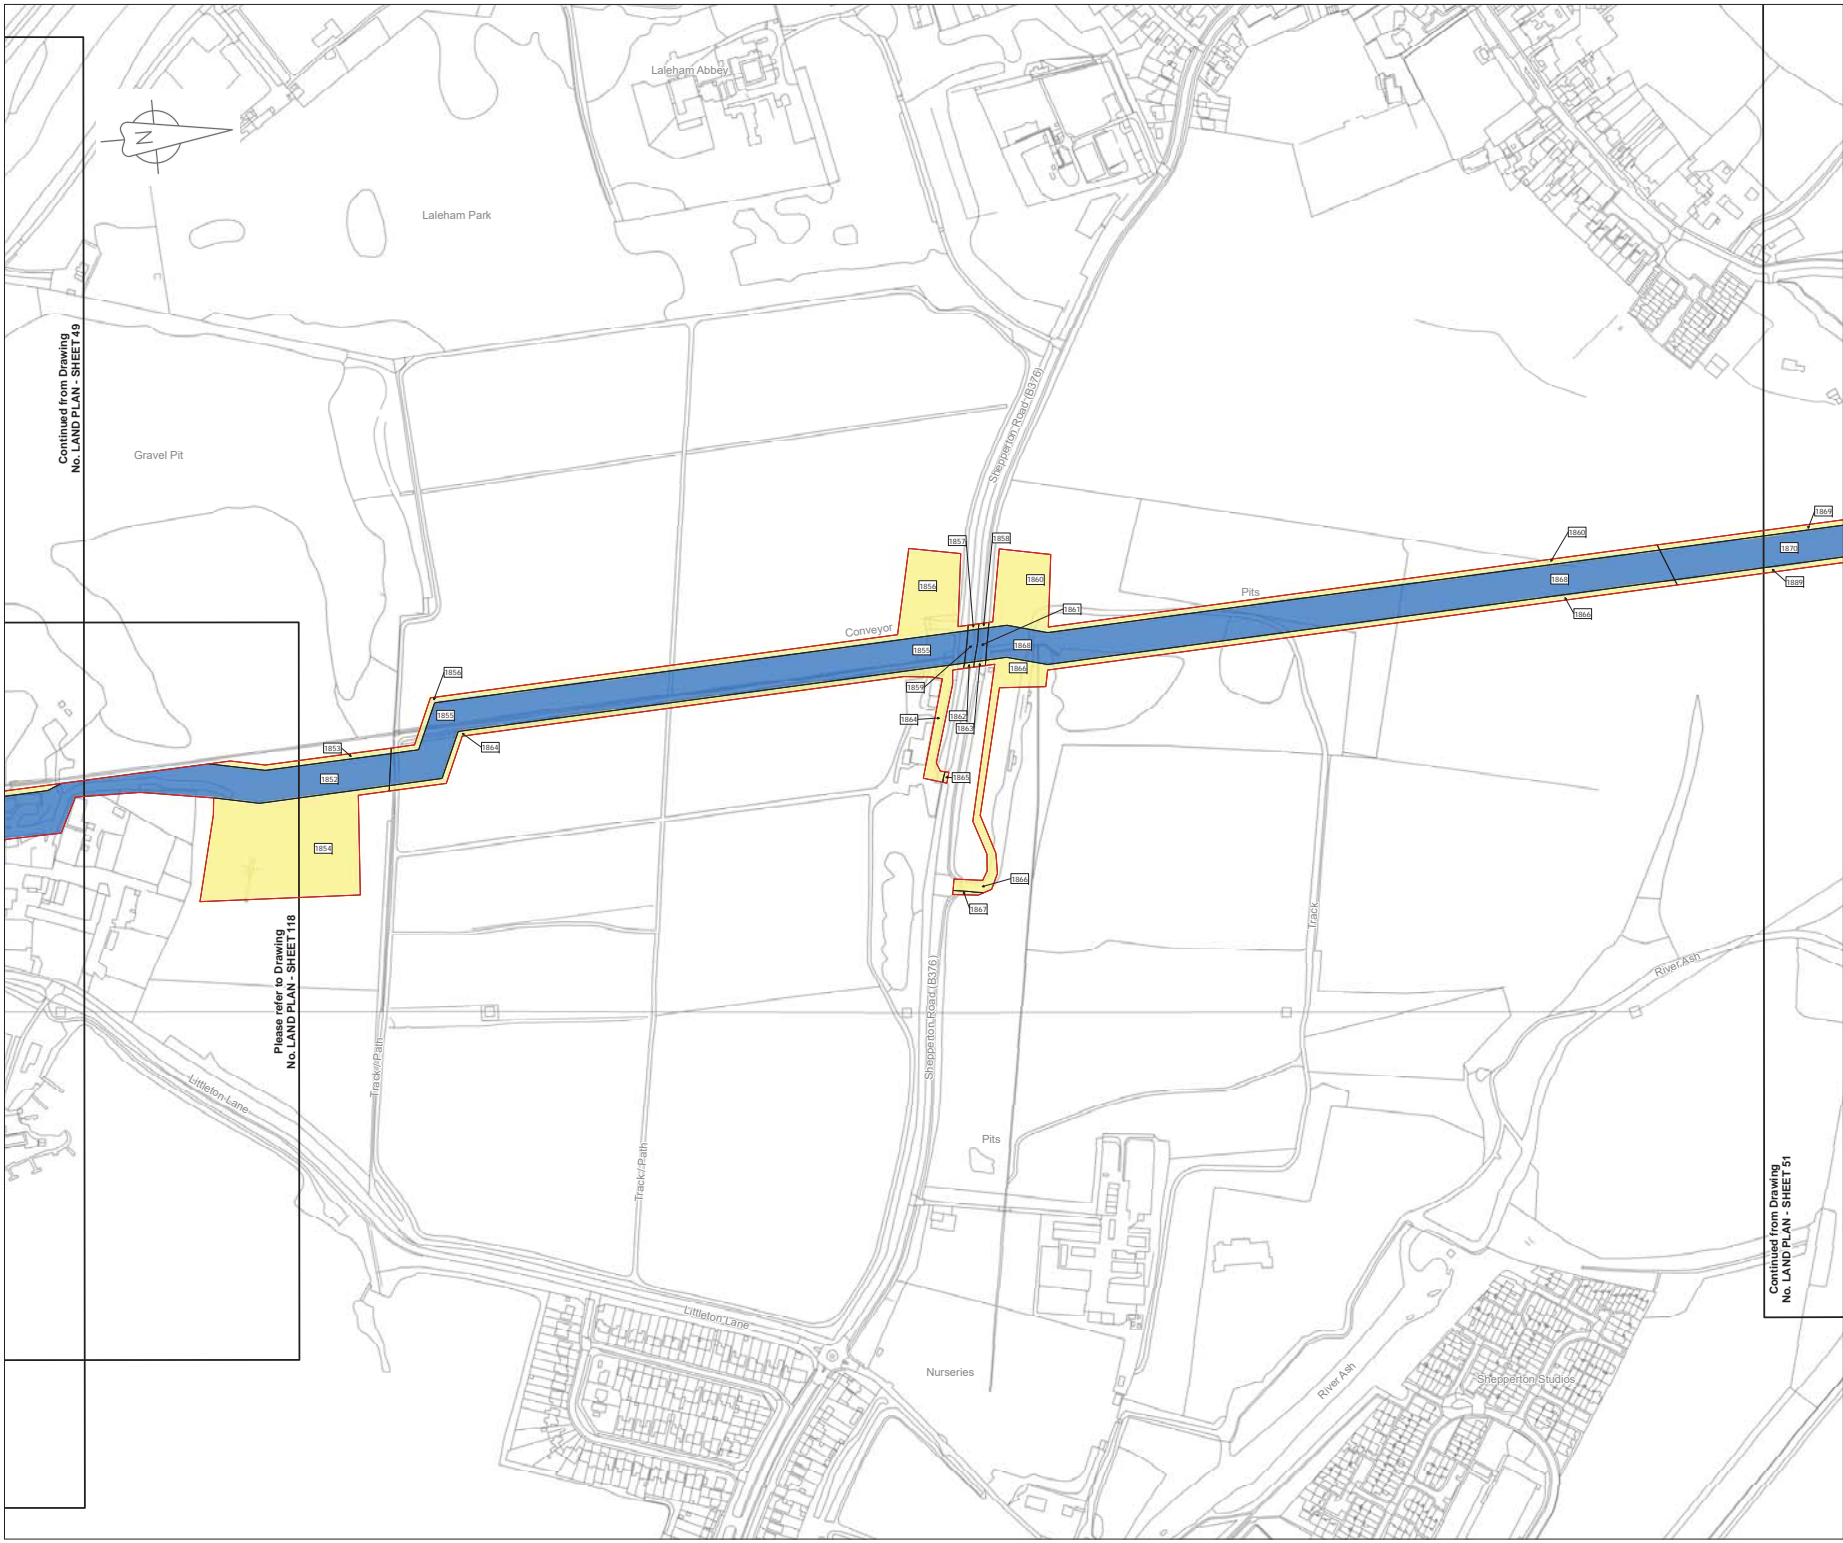 Laleham Abbey
N
Laleham Park
Continued from Drawing
No. LAND PLAN - SHEET 49
Gravel Pit
Shepperton Road (B376)
1869
1860
1857
1858
1870
1856
1860
1868
1889
Pits
1861
1866
Conveyor
1855
1868
1866
1856
1859
1855
1864
1862
1863
1853
1864
1852
1865
1854
1866
1867
Please refer to Drawing
No. LAND PLAN - SHEET 118
Track
River Ash
Shepperton Road (B376)
Track / Path
Littleton Lane
Pits
Track / Path
Continued from Drawing
No. LAND PLAN - SHEET 51
Littleton Lane
Nurseries
River Ash
Shepperton Studios